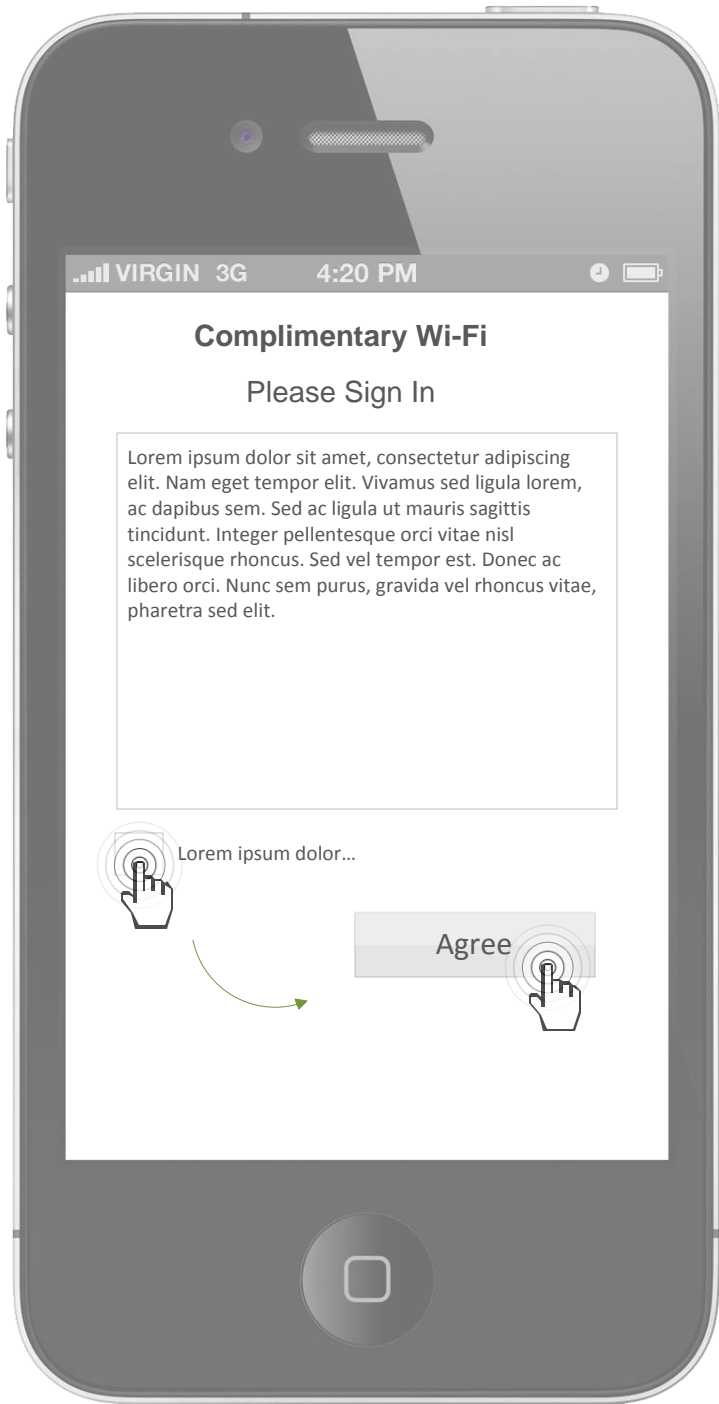 VIRGIN 3G 4:20 PM
Complimentary Wi-Fi
Please Sign In
Lorem ipsum dolor sit amet, consectetur adipiscing
elit. Nam eget tempor elit. Vivamus sed ligula lorem,
ac dapibus sem. Sed ac ligula ut mauris sagittis
tincidunt. Integer pellentesque orci vitae nisl
scelerisque rhoncus. Sed vel tempor est. Donec ac
libero orci. Nunc sem purus, gravida vel rhoncus vitae,
pharetra sed elit.
Lorem ipsum dolor...
Agree